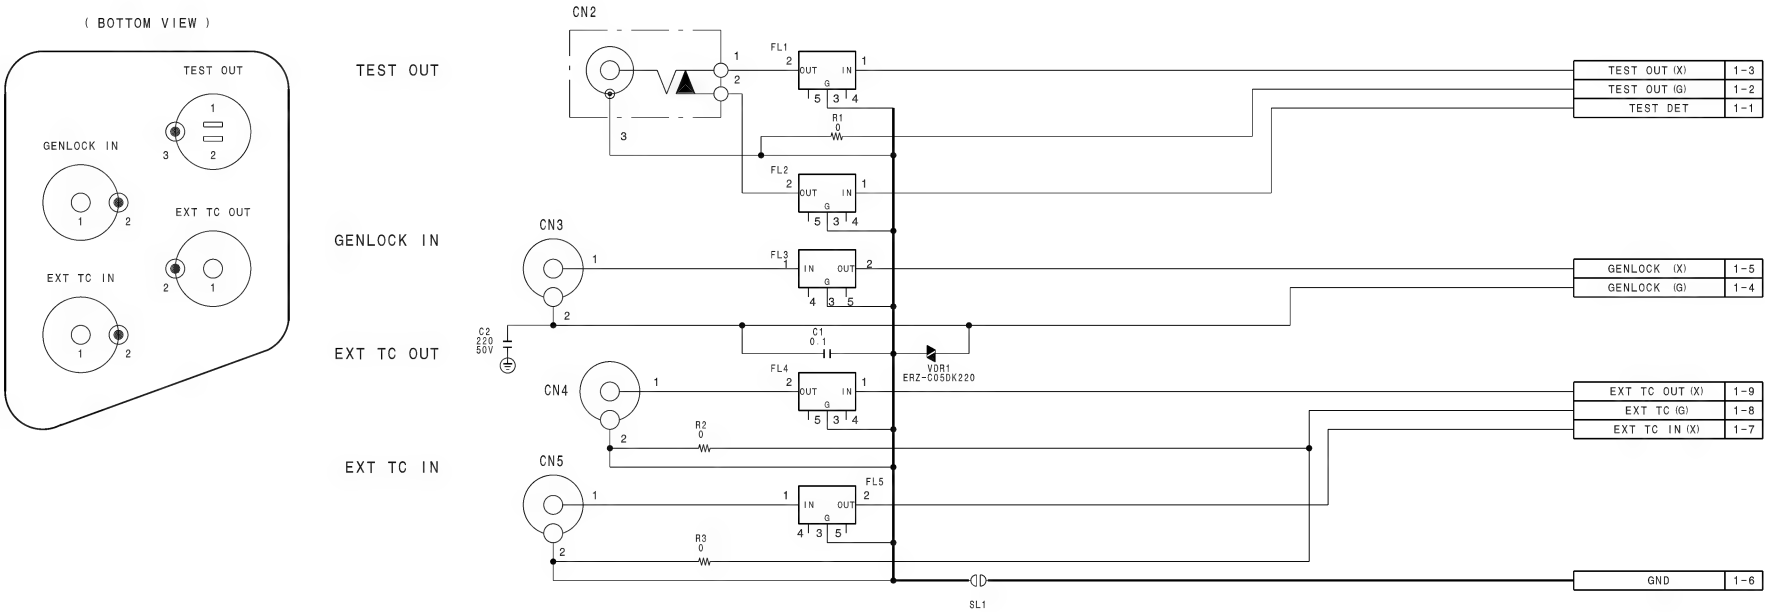 ( BOTTOM VIEW )
TEST OUT
1
3
2
GENLOCK IN
1
2
EXT TC OUT
2
1
EXT TC IN
1
2
TEST OUT
CN2
1
2
3
FL1
2
OUT
IN
1
G
5
3
4
R1
0
FL2
2
OUT
IN
1
G
5
3
4
TEST OUT (X) 1-3
TEST OUT (G) 1-2
TEST DET 1-1
GENLOCK IN
CN3
1
2
FL3
1
IN
OUT
2
G
4
3
5
GENLOCK (X) 1-5
GENLOCK (G) 1-4
C2
220
50V
C1
0.1
VDR1
ERZ-C05DK220
EXT TC OUT
CN4
1
2
FL4
2
OUT
IN
1
G
5
3
4
R2
0
EXT TC OUT (X) 1-9
EXT TC (G) 1-8
EXT TC IN (X) 1-7
EXT TC IN
CN5
1
2
FL5
1
IN
OUT
2
G
4
3
5
R3
0
SL1
GND 1-6